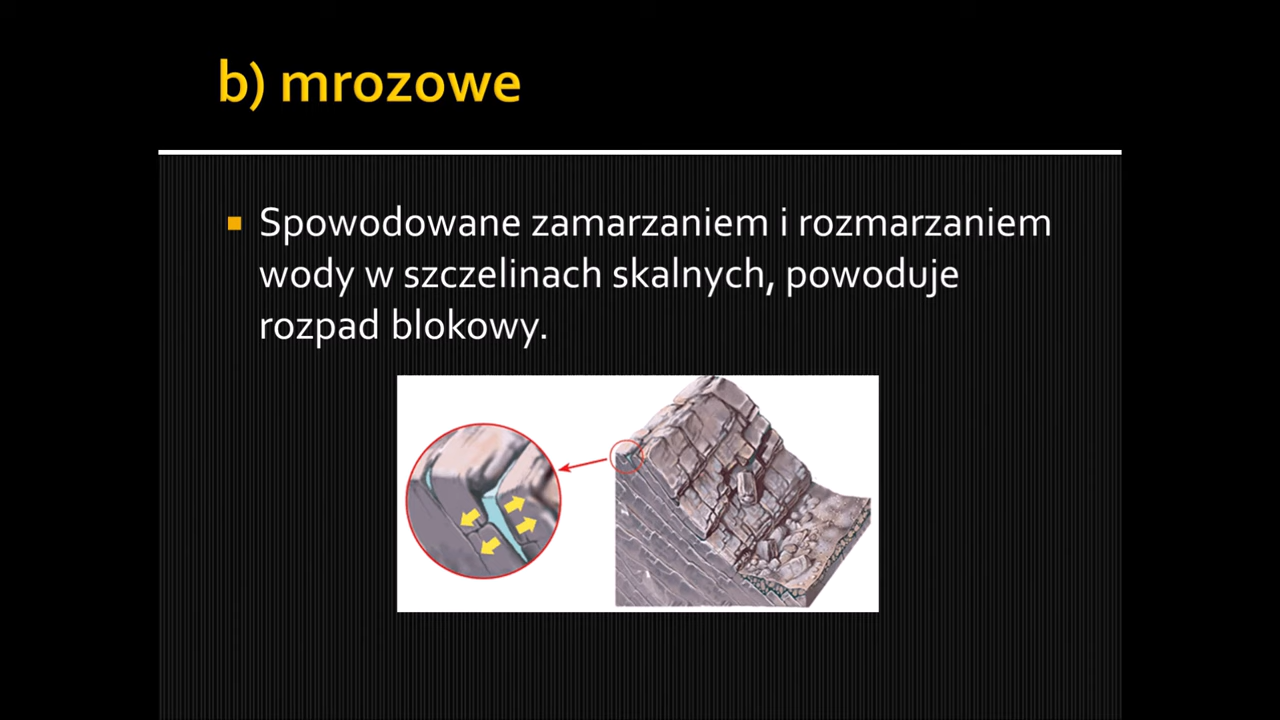 b) mrozowe
Spowodowane zamarzaniem i rozmarzaniem
wody w szczelinach skalnych, powoduje
rozpad blokowy.